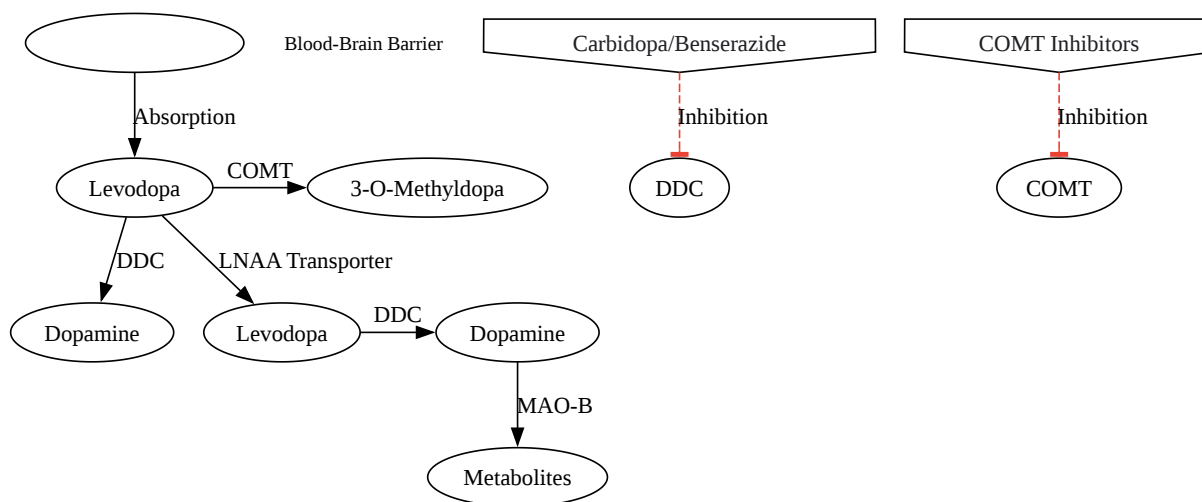 Blood-Brain Barrier
Carbidopa/Benserazide
COMT Inhibitors
Absorption
Inhibition
Inhibition
Levodopa
COMT
3-O-Methyldopa
DDC
COMT
DDC
LNAA Transporter
Dopamine
Levodopa
DDC
Dopamine
MAO-B
Metabolites